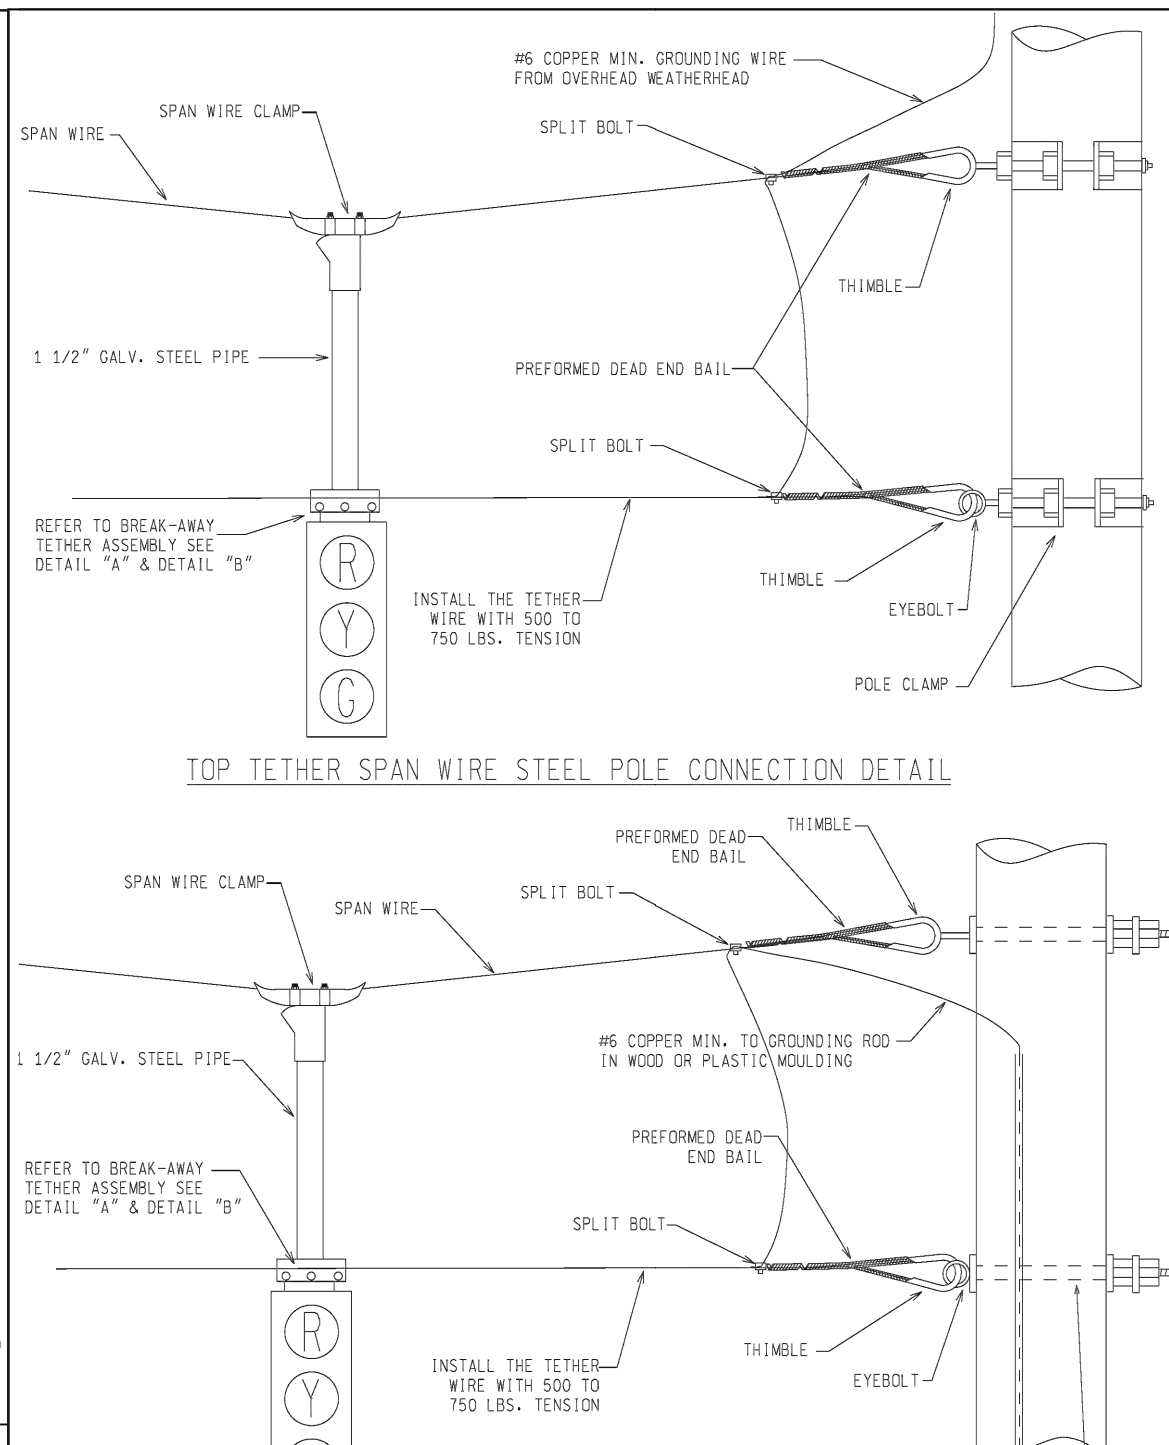 #6 COPPER MIN. GROUNDING WIRE
FROM OVERHEAD WEATHERHEAD
SPAN WIRE CLAMP
SPLIT BOLT
SPAN WIRE
THIMBLE
1 1/2" GALV. STEEL PIPE
PREFORMED DEAD END BAIL
SPLIT BOLT
REFER TO BREAK-AWAY
TETHER ASSEMBLY SEE
DETAIL "A" & DETAIL "B"
R
Y
G
INSTALL THE TETHER
WIRE WITH 500 TO
750 LBS. TENSION
THIMBLE
EYEBOLT
POLE CLAMP
TOP TETHER SPAN WIRE STEEL POLE CONNECTION DETAIL
THIMBLE
PREFORMED DEAD
END BAIL
SPAN WIRE CLAMP
SPLIT BOLT
SPAN WIRE
#6 COPPER MIN. TO GROUNDING ROD
IN WOOD OR PLASTIC MOULDING
1 1/2" GALV. STEEL PIPE
PREFORMED DEAD
END BAIL
REFER TO BREAK-AWAY
TETHER ASSEMBLY SEE
DETAIL "A" & DETAIL "B"
SPLIT BOLT
R
Y
INSTALL THE TETHER
WIRE WITH 500 TO
750 LBS. TENSION
THIMBLE
EYEBOLT